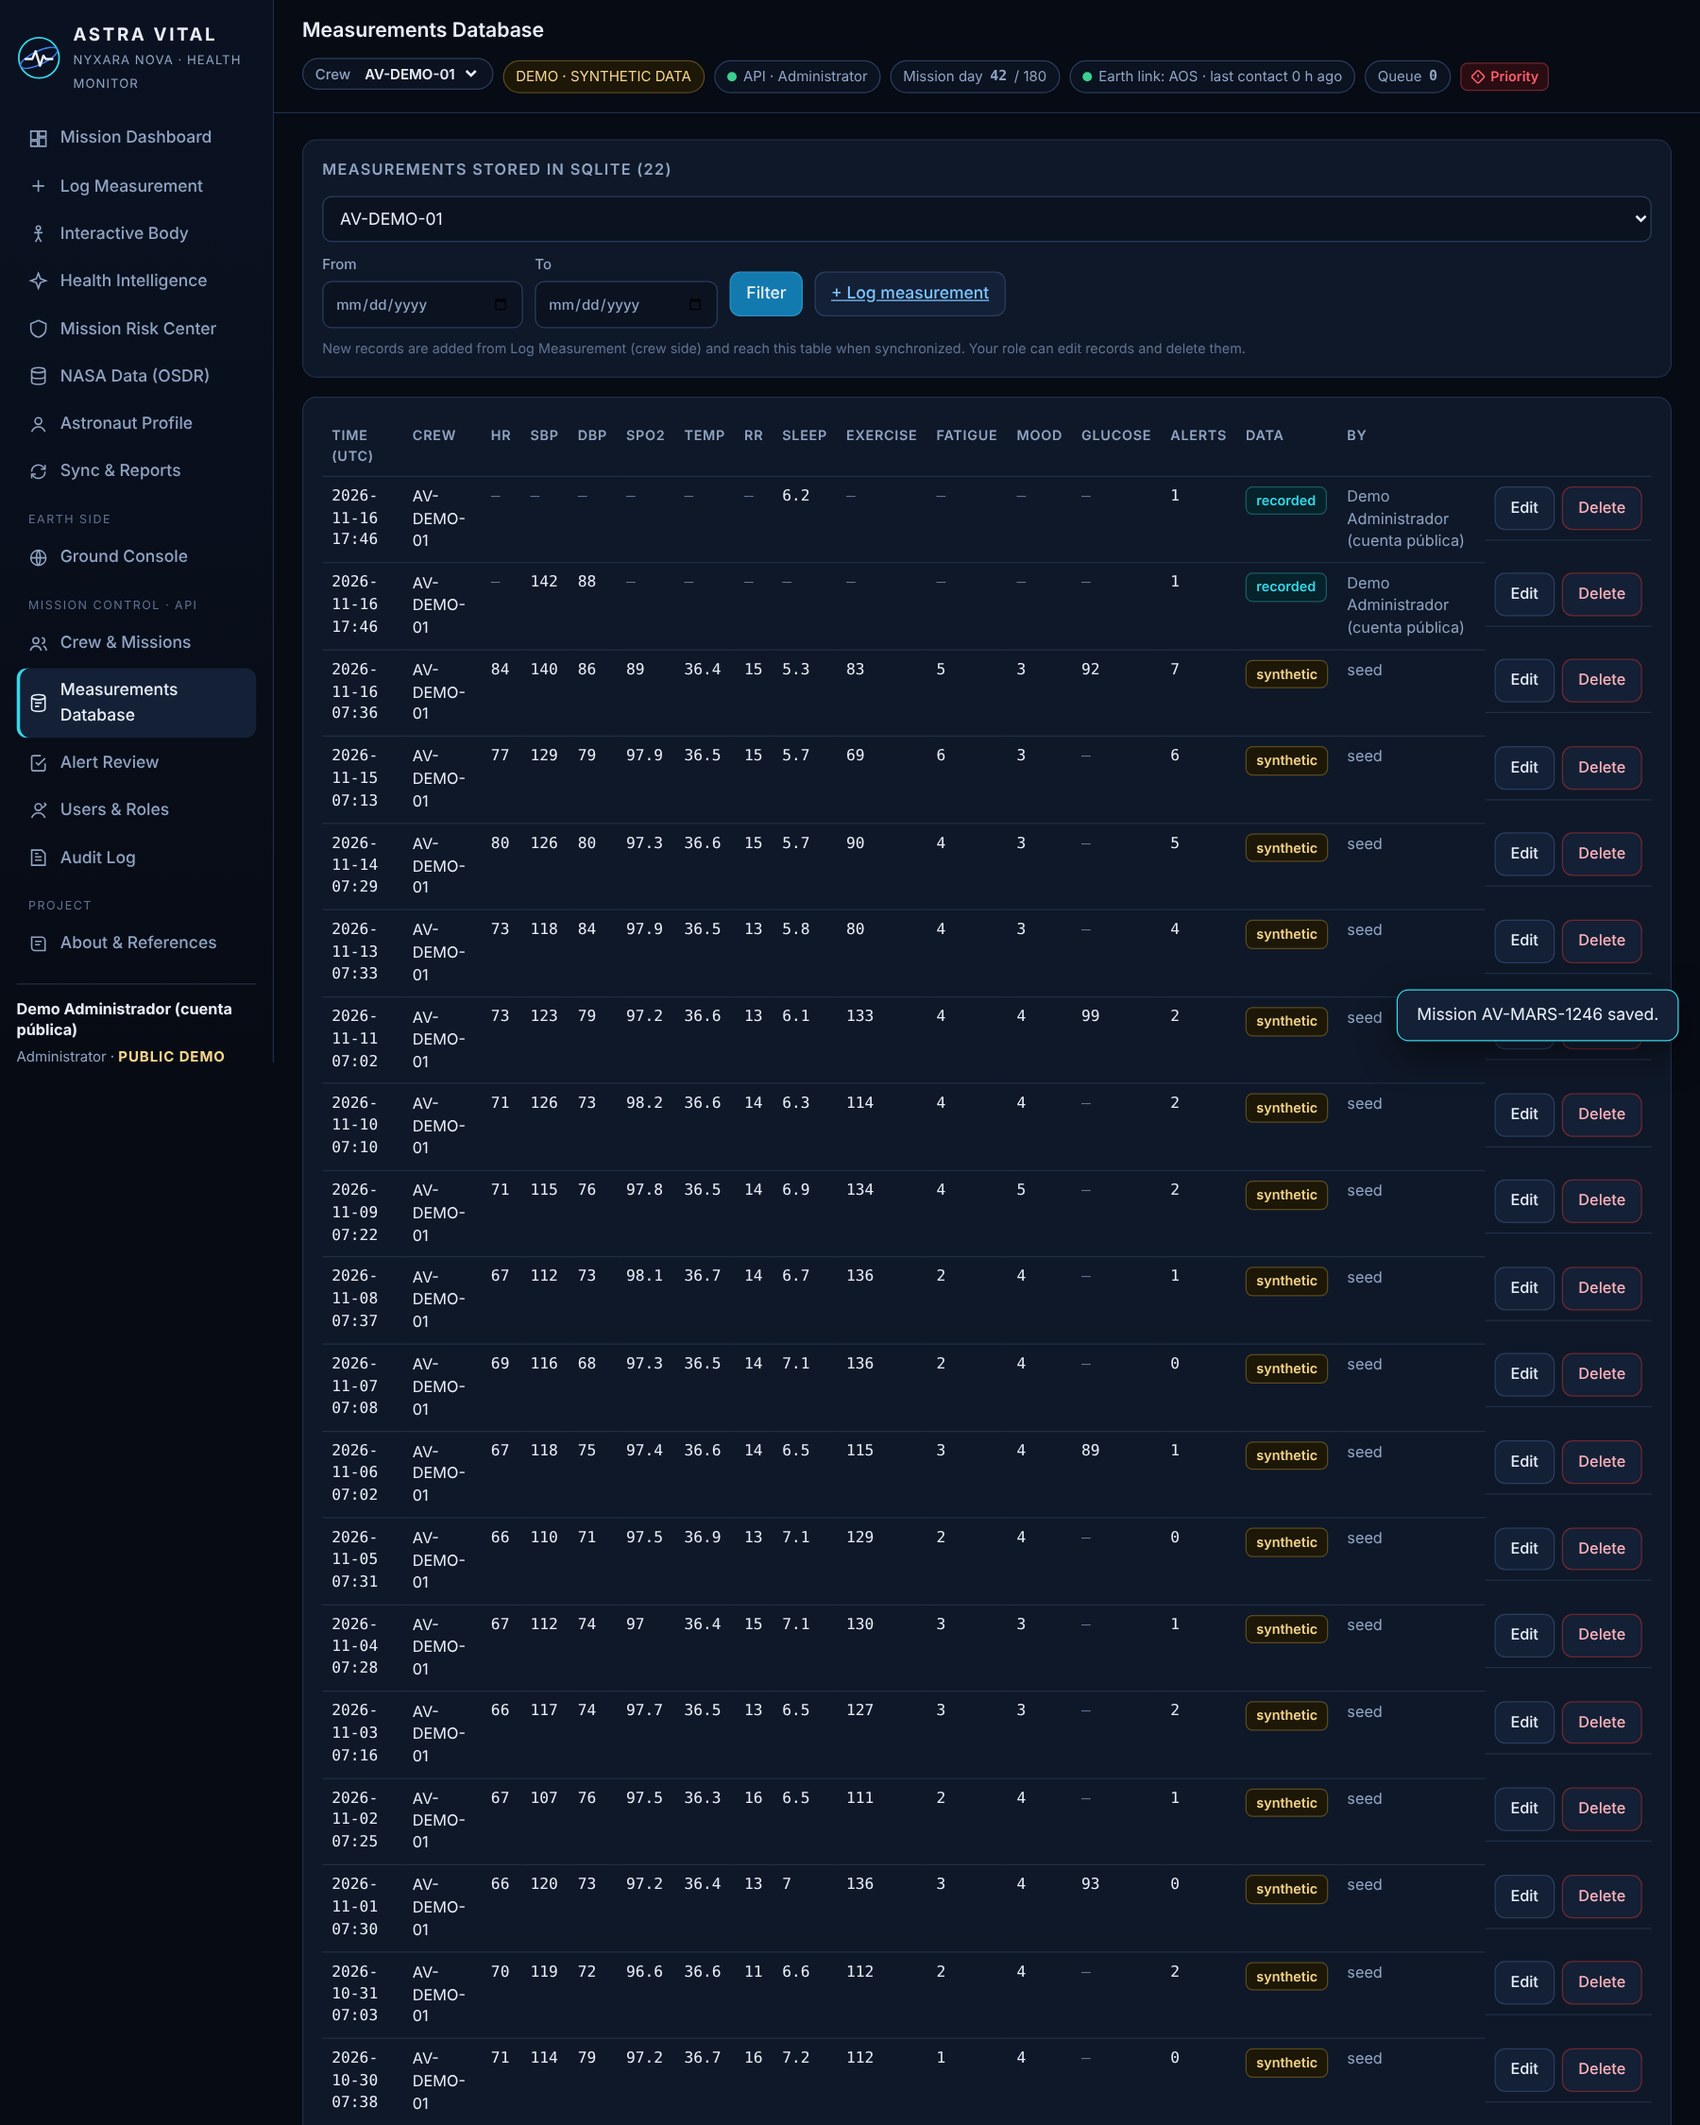 ASTRA VITAL
NYXARA NOVA · HEALTH
MONITOR
Mission Dashboard
Log Measurement
Interactive Body
Health Intelligence
Mission Risk Center
NASA Data (OSDR)
Astronaut Profile
Sync & Reports
EARTH SIDE
Ground Console
MISSION CONTROL · API
Crew & Missions
Measurements
Database
Alert Review
Users & Roles
Audit Log
PROJECT
About & References
Demo Administrador (cuenta
pública)
Administrator · PUBLIC DEMO
Measurements Database
Crew AV-DEMO-01 DEMO · SYNTHETIC DATA API · Administrator Mission day 42 / 180 Earth link: AOS · last contact 0 h ago Queue 0 Priority
MEASUREMENTS STORED IN SQLITE (22)
AV-DEMO-01
From To
mm/dd/yyyy mm/dd/yyyy Filter + Log measurement
New records are added from Log Measurement (crew side) and reach this table when synchronized. Your role can edit records and delete them.
TIME CREW HR SBP DBP SPO2 TEMP RR SLEEP EXERCISE FATIGUE MOOD GLUCOSE ALERTS DATA BY
(UTC)
2026- AV- — — — — — — 6.2 — — — — 1 recorded Demo Edit Delete
11-16 DEMO- Administrador
17:46 01 (cuenta pública)
2026- AV- — 142 88 — — — — — — — — 1 recorded Demo Edit Delete
11-16 DEMO- Administrador
17:46 01 (cuenta pública)
2026- AV- 84 140 86 89 36.4 15 5.3 83 5 3 92 7 synthetic seed Edit Delete
11-16 DEMO-
07:36 01
2026- AV- 77 129 79 97.9 36.5 15 5.7 69 6 3 — 6 synthetic seed Edit Delete
11-15 DEMO-
07:13 01
2026- AV- 80 126 80 97.3 36.6 15 5.7 90 4 3 — 5 synthetic seed Edit Delete
11-14 DEMO-
07:29 01
2026- AV- 73 118 84 97.9 36.5 13 5.8 80 4 3 — 4 synthetic seed Edit Delete
11-13 DEMO-
07:33 01
2026- AV- 73 123 79 97.2 36.6 13 6.1 133 4 4 99 2 synthetic seed Mission AV-MARS-1246 saved.
11-11 DEMO-
07:02 01
2026- AV- 71 126 73 98.2 36.6 14 6.3 114 4 4 — 2 synthetic seed Edit Delete
11-10 DEMO-
07:10 01
2026- AV- 71 115 76 97.8 36.5 14 6.9 134 4 5 — 2 synthetic seed Edit Delete
11-09 DEMO-
07:22 01
2026- AV- 67 112 73 98.1 36.7 14 6.7 136 2 4 — 1 synthetic seed Edit Delete
11-08 DEMO-
07:37 01
2026- AV- 69 116 68 97.3 36.5 14 7.1 136 2 4 — 0 synthetic seed Edit Delete
11-07 DEMO-
07:08 01
2026- AV- 67 118 75 97.4 36.6 14 6.5 115 3 4 89 1 synthetic seed Edit Delete
11-06 DEMO-
07:02 01
2026- AV- 66 110 71 97.5 36.9 13 7.1 129 2 4 — 0 synthetic seed Edit Delete
11-05 DEMO-
07:31 01
2026- AV- 67 112 74 97 36.4 15 7.1 130 3 3 — 1 synthetic seed Edit Delete
11-04 DEMO-
07:28 01
2026- AV- 66 117 74 97.7 36.5 13 6.5 127 3 3 — 2 synthetic seed Edit Delete
11-03 DEMO-
07:16 01
2026- AV- 67 107 76 97.5 36.3 16 6.5 111 2 4 — 1 synthetic seed Edit Delete
11-02 DEMO-
07:25 01
2026- AV- 66 120 73 97.2 36.4 13 7 136 3 4 93 0 synthetic seed Edit Delete
11-01 DEMO-
07:30 01
2026- AV- 70 119 72 96.6 36.6 11 6.6 112 2 4 — 2 synthetic seed Edit Delete
10-31 DEMO-
07:03 01
2026- AV- 71 114 79 97.2 36.7 16 7.2 112 1 4 — 0 synthetic seed Edit Delete
10-30 DEMO-
07:38 01